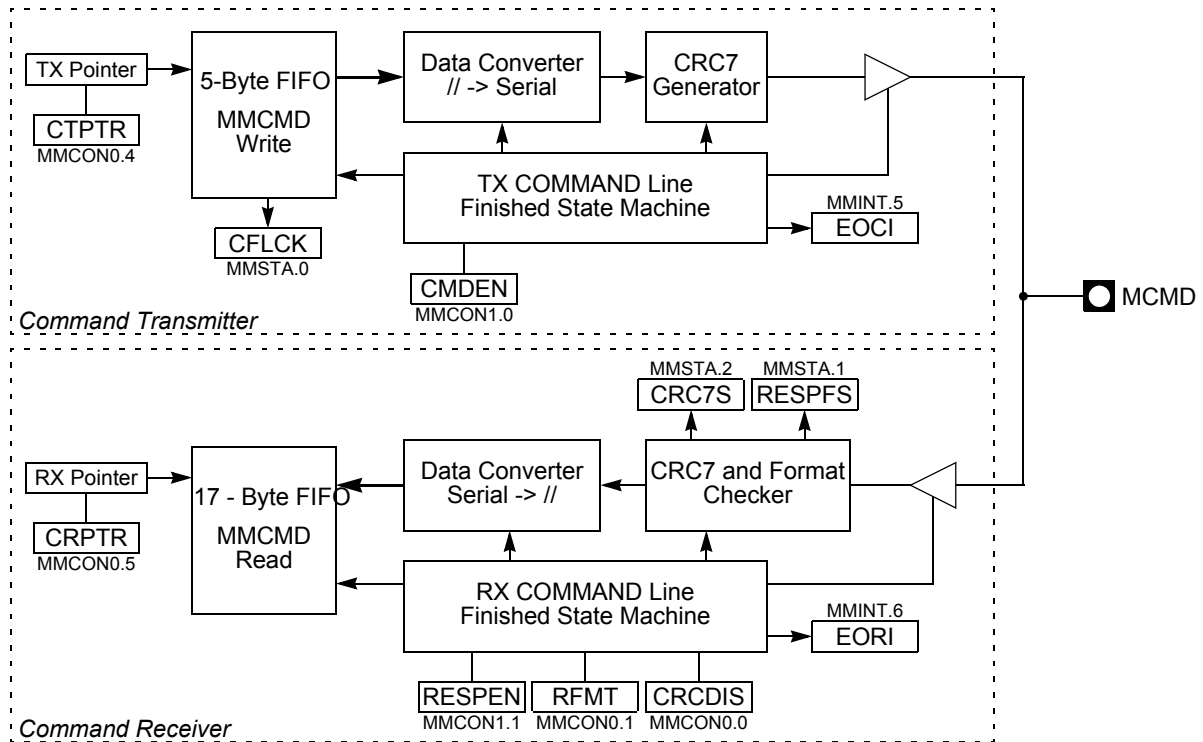 TX Pointer
CTPTR
MMCON0.4
5-Byte FIFO
MMCMD
Write
CFLCK
MMSTA.0
Data Converter
// -> Serial
CRC7
Generator
TX COMMAND Line
Finished State Machine
CMDEN
MMCON1.0
MMINT.5
EOCI
Command Transmitter
MCMD
MMSTA.2
CRC7S
MMSTA.1
RESPFS
RX Pointer
CRPTR
MMCON0.5
17 - Byte FIFO
MMCMD
Read
Data Converter
Serial -> //
CRC7 and Format
Checker
RX COMMAND Line
Finished State Machine
MMINT.6
EORI
RESPEN
MMCON1.1
RFMT
MMCON0.1
CRCDIS
MMCON0.0
Command Receiver